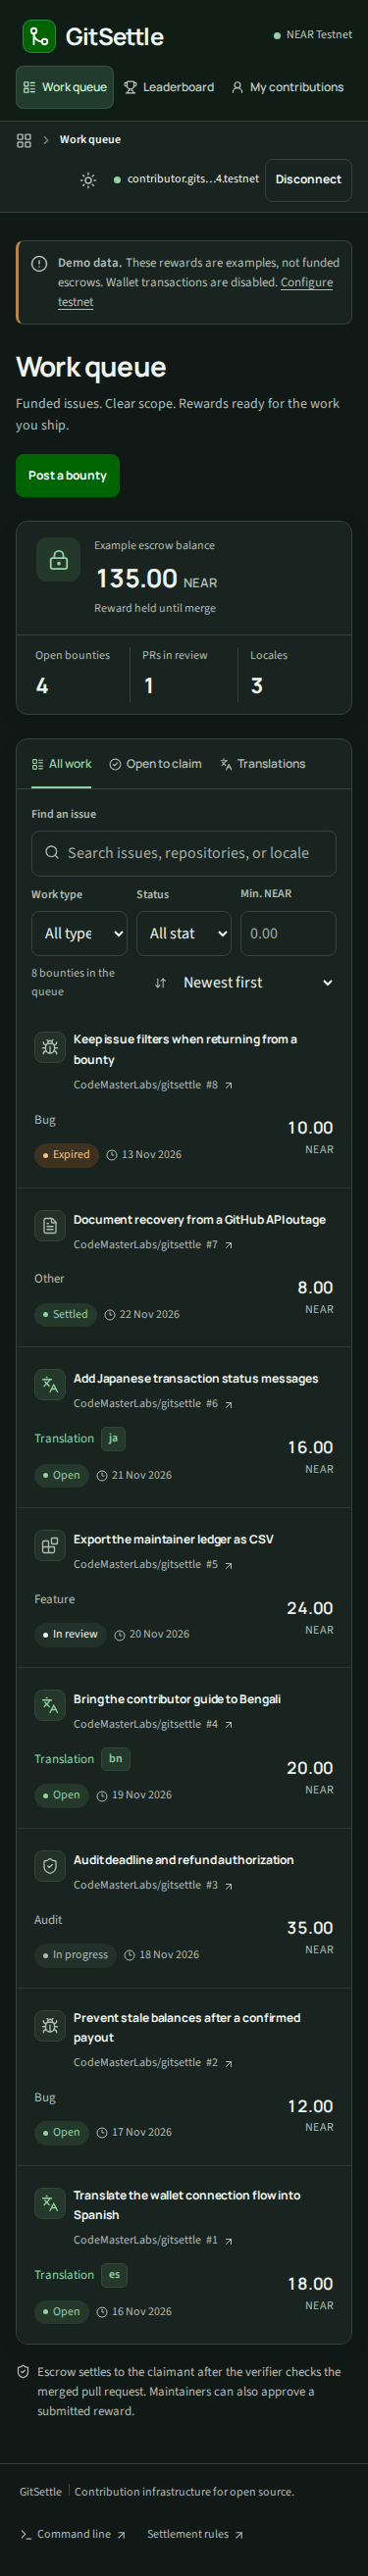 GitSettle
NEAR Testnet
Work queue
Leaderboard
My contributions
Work queue
contributor.gits...4.testnet
Disconnect
Demo data. These rewards are examples, not funded
escrows. Wallet transactions are disabled. Configure
testnet
Work queue
Funded issues. Clear scope. Rewards ready for the work
you ship.
Post a bounty
Example escrow balance
135.00 NEAR
Reward held until merge
Open bounties
4
PRs in review
1
Locales
3
All work
Open to claim
Translations
Find an issue
Search issues, repositories, or locale
Work type
Status
Min. NEAR
All type
All stat
0.00
8 bounties in the
queue
Newest first
Keep issue filters when returning from a
bounty
CodeMasterLabs/gitsettle #8
Bug
Expired
13 Nov 2026
10.00
NEAR
Document recovery from a GitHub API outage
CodeMasterLabs/gitsettle #7
Other
Settled
22 Nov 2026
8.00
NEAR
Add Japanese transaction status messages
CodeMasterLabs/gitsettle #6
Translation ja
Open
21 Nov 2026
16.00
NEAR
Export the maintainer ledger as CSV
CodeMasterLabs/gitsettle #5
Feature
In review
20 Nov 2026
24.00
NEAR
Bring the contributor guide to Bengali
CodeMasterLabs/gitsettle #4
Translation bn
Open
19 Nov 2026
20.00
NEAR
Audit deadline and refund authorization
CodeMasterLabs/gitsettle #3
Audit
In progress
18 Nov 2026
35.00
NEAR
Prevent stale balances after a confirmed
payout
CodeMasterLabs/gitsettle #2
Bug
Open
17 Nov 2026
12.00
NEAR
Translate the wallet connection flow into
Spanish
CodeMasterLabs/gitsettle #1
Translation es
Open
16 Nov 2026
18.00
NEAR
Escrow settles to the claimant after the verifier checks the
merged pull request. Maintainers can also approve a
submitted reward.
GitSettle
Contribution infrastructure for open source.
Command line
Settlement rules